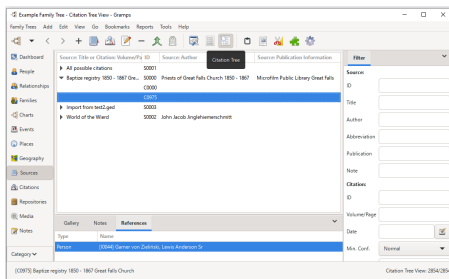 Example Family Tree - Citation Tree View - Gramps
Family Trees Add Edit View Go Bookmarks Reports Tools Help
Dashboard
People
Relationships
Families
Charts
Events
Places
Geography
Sources
Citations
Repositories
Media
Notes
Category
Source: Title or Citation: Volume/Pa ID Source: Author Source: Publication Information
Citation Tree
All possible citations S0001
Baptize registry 1850 - 1867 Gre... S0000 Priests of Great Falls Church 1850 - 1867 Microfilm Public Library Great Falls
C0000
C0975
Import from test2.ged S0003
World of the Wierd S0002 John Jacob Jinglehiemerschmitt
Gallery Notes References
Type Name
Person [I0044] Garner von Zieliński, Lewis Anderson Sr
Filter
Source:
ID
Title
Author
Abbreviation
Publication
Note
Citation:
ID
Volume/Page
Date
Min. Conf. Normal
[C0975] Baptize registry 1850 - 1867 Great Falls Church
Citation Tree View: 2854/2854